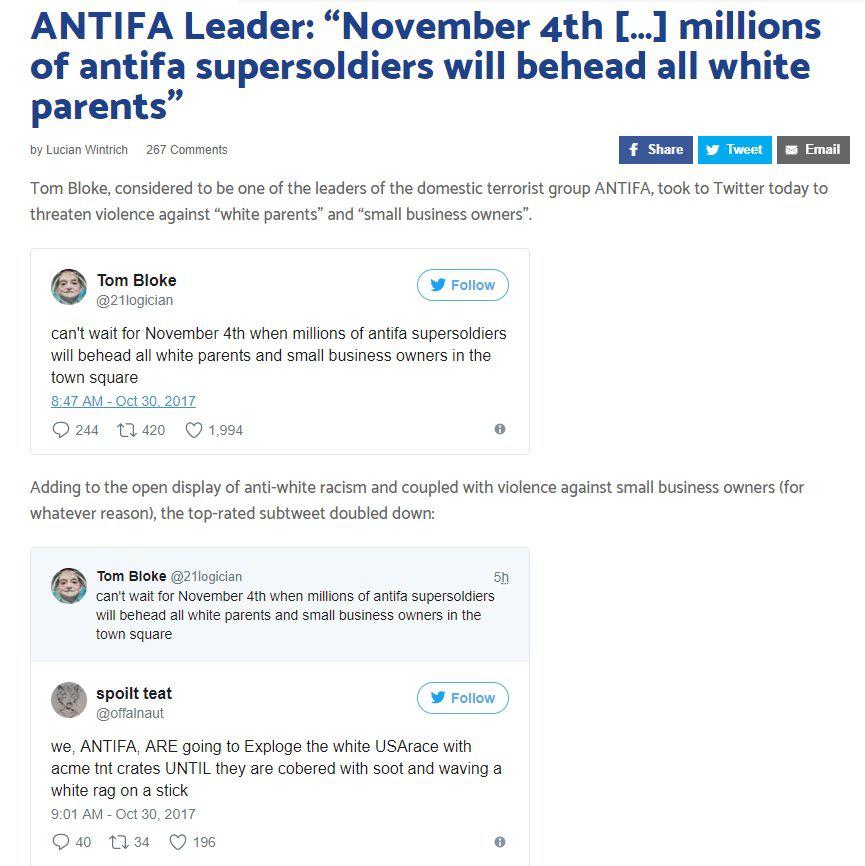 ANTIFA Leader: “November 4th [...] millions
of antifa supersoldiers will behead all white
parents”
by Lucian Wintrich 267 Comments
Share Tweet Email
Tom Bloke, considered to be one of the leaders of the domestic terrorist group ANTIFA, took to Twitter today to
threaten violence against “white parents” and “small business owners”.
Tom Bloke
@21logician
Follow
can't wait for November 4th when millions of antifa supersoldiers
will behead all white parents and small business owners in the
town square
8:47 AM - Oct 30, 2017
244 420 1,994
Adding to the open display of anti-white racism and coupled with violence against small business owners (for
whatever reason), the top-rated subtweet doubled down:
Tom Bloke @21logician 5h
can't wait for November 4th when millions of antifa supersoldiers
will behead all white parents and small business owners in the
town square
spoilt teat
@offalnaut
Follow
we, ANTIFA, ARE going to Exploge the white USArace with
acme tnt crates UNTIL they are cobered with soot and waving a
white rag on a stick
9:01 AM - Oct 30, 2017
40 34 196